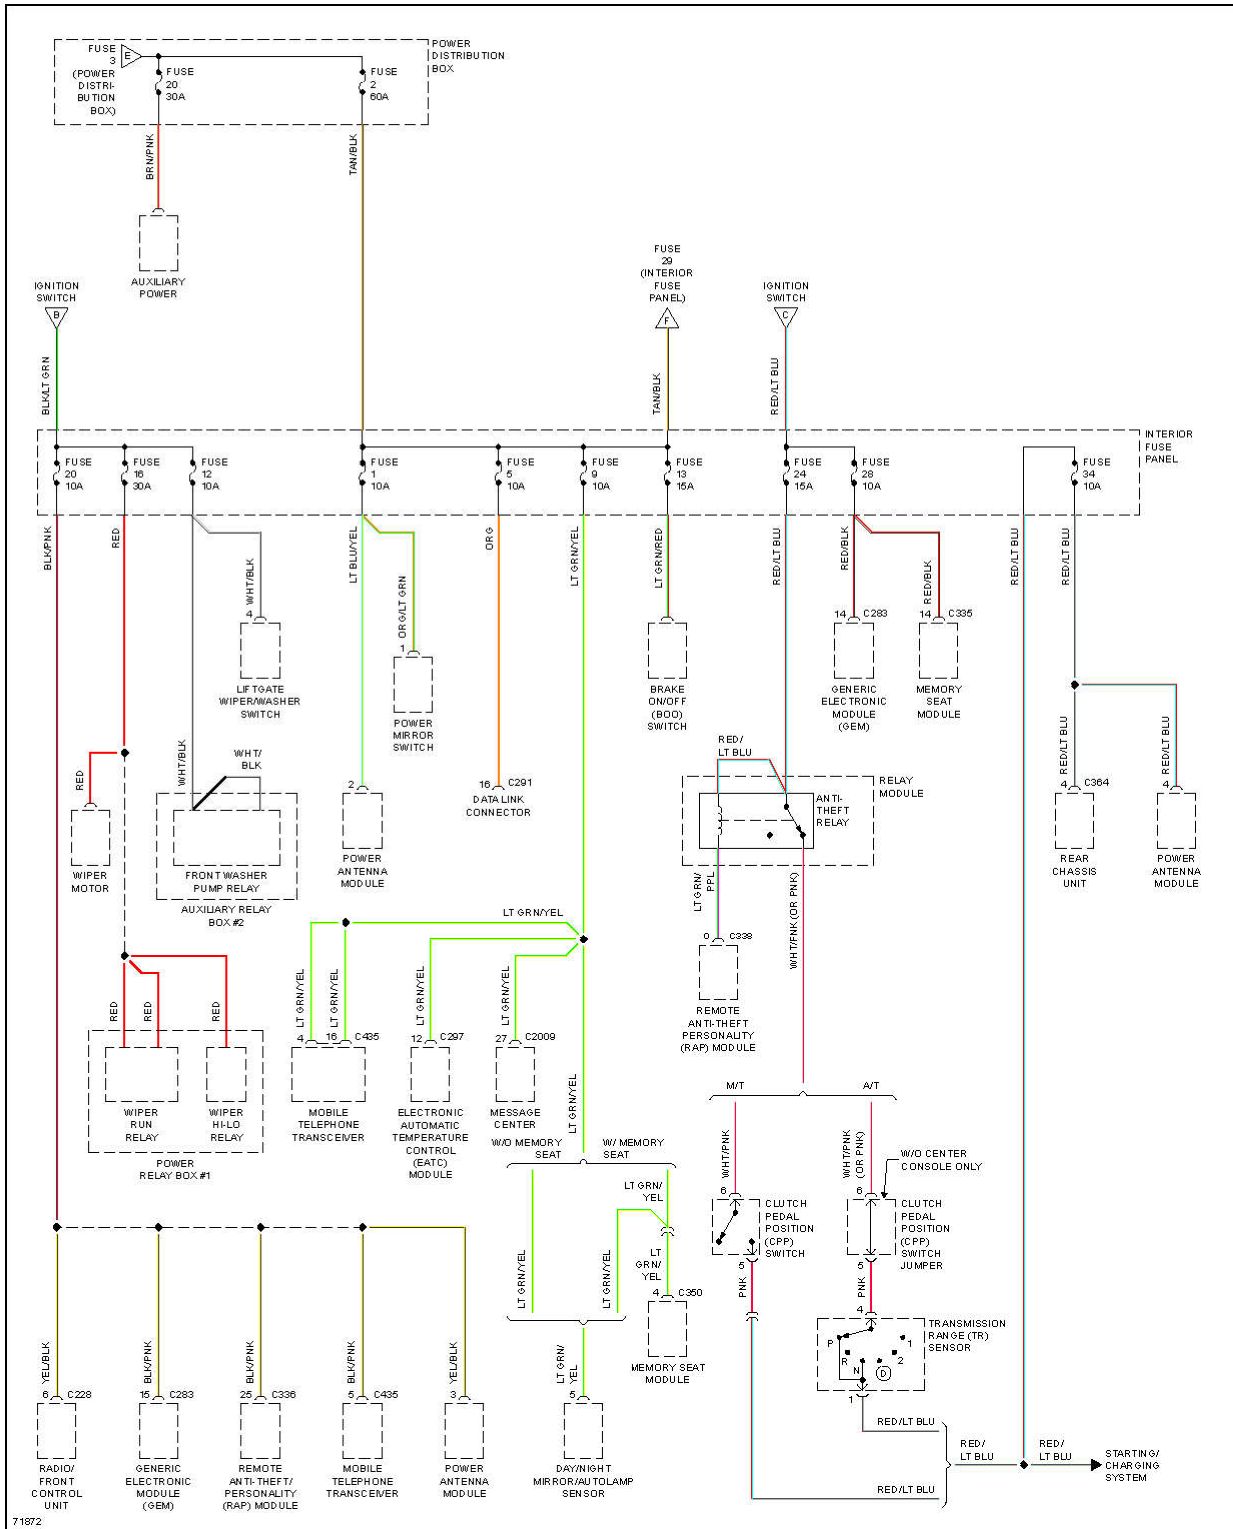 FUSE
3
E
(POWER
DISTRI-
BUTION
BOX)
FUSE
20
30A
FUSE
2
60A
POWER
DISTRIBUTION
BOX
BRN/PNK
TAN/BLK
AUXILIARY
POWER
IGNITION
SWITCH
B
FUSE
29
(INTERIOR
FUSE
PANEL)
F
IGNITION
SWITCH
C
BLK/LT GRN
TAN/BLK
RED/LT BLU
INTERIOR
FUSE
PANEL
FUSE
20
10A
FUSE
16
30A
FUSE
12
10A
FUSE
1
10A
FUSE
5
10A
FUSE
9
10A
FUSE
13
15A
FUSE
24
15A
FUSE
28
10A
FUSE
34
10A
BLK/PNK
RED
WHT/BLK
LT BLU/YEL
ORG/LT GRN
ORG
LT GRN/YEL
LT GRN/RED
RED/LT BLU
RED/BLK
RED/BLK
RED/LT BLU
RED/LT BLU
4
LIFTGATE
WIPER/WASHER
SWITCH
1
POWER
MIRROR
SWITCH
BRAKE
ON/OFF
(BOO)
SWITCH
14 C283
GENERIC
ELECTRONIC
MODULE
(GEM)
14 C335
MEMORY
SEAT
MODULE
RED
WIPER
MOTOR
WHT/BLK
WHT/
BLK
FRONT WASHER
PUMP RELAY
AUXILIARY RELAY
BOX #2
2
POWER
ANTENNA
MODULE
16 C291
DATA LINK
CONNECTOR
RED/
LT BLU
RELAY
MODULE
ANTI-
THEFT
RELAY
RED/LT BLU
RED/LT BLU
4 C364
REAR
CHASSIS
UNIT
4
POWER
ANTENNA
MODULE
LT GRN/
PPL
WHT/PNK (OR PNK)
0 C338
REMOTE
ANTI-THEFT
PERSONALITY
(RAP) MODULE
LT GRN/YEL
RED
RED
RED
WIPER
RUN
RELAY
WIPER
HI-LO
RELAY
POWER
RELAY BOX #1
LT GRN/YEL
LT GRN/YEL
LT GRN/YEL
LT GRN/YEL
4 16 C435
MOBILE
TELEPHONE
TRANSCEIVER
12 C297
ELECTRONIC
AUTOMATIC
TEMPERATURE
CONTROL
(EATC)
MODULE
27 C2009
MESSAGE
CENTER
LT GRN/YEL
W/O MEMORY
SEAT
W/ MEMORY
SEAT
M/T
A/T
WHT/PNK
WHT/PNK
(OR PNK)
W/O CENTER
CONSOLE ONLY
LT GRN/
YEL
LT GRN/YEL
LT GRN/YEL
LT
GRN/
YEL
4 C350
MEMORY SEAT
MODULE
6
CLUTCH
PEDAL
POSITION
(CPP)
SWITCH
5
6
CLUTCH
PEDAL
POSITION
(CPP)
SWITCH
JUMPER
5
PNK
PNK
4
TRANSMISSION
RANGE (TR)
SENSOR
P
R
N
D
2
1
1
YEL/BLK
BLK/PNK
BLK/PNK
BLK/PNK
YEL/BLK
LT GRN/
YEL
6 C228
RADIO/
FRONT
CONTROL
UNIT
15 C283
GENERIC
ELECTRONIC
MODULE
(GEM)
25 C336
REMOTE
ANTI-THEFT/
PERSONALITY
(RAP) MODULE
5 C435
MOBILE
TELEPHONE
TRANSCEIVER
3
POWER
ANTENNA
MODULE
5
DAY/NIGHT
MIRROR/AUTOLAMP
SENSOR
RED/LT BLU
RED/LT BLU
RED/
LT BLU
RED/
LT BLU
STARTING/
CHARGING
SYSTEM
71872